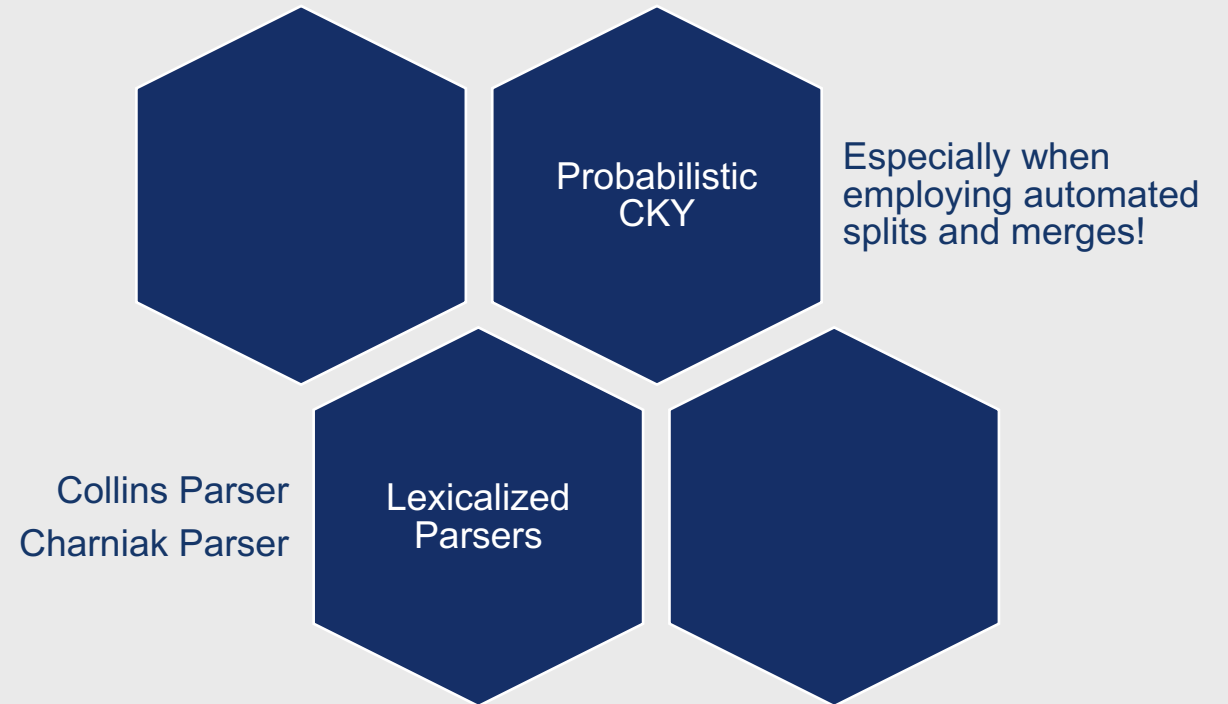 Probabilistic
CKY
Especially when
employing automated
splits and merges!
Collins Parser
Charniak Parser
Lexicalized
Parsers